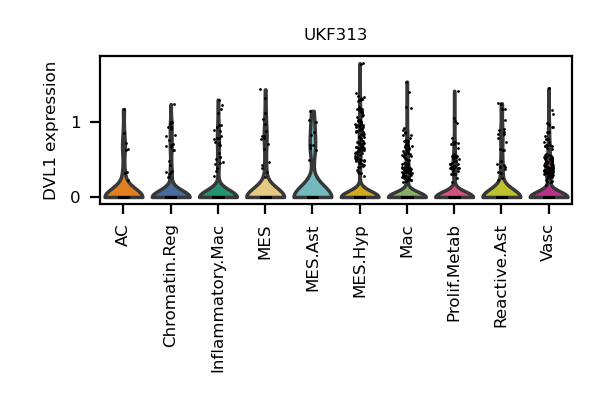 UKF313
DVL1 expression
1
0
AC
Chromatin.Reg
Inflammatory.Mac
MES
MES.Ast
MES.Hyp
Mac
Prolif.Metab
Reactive.Ast
Vasc